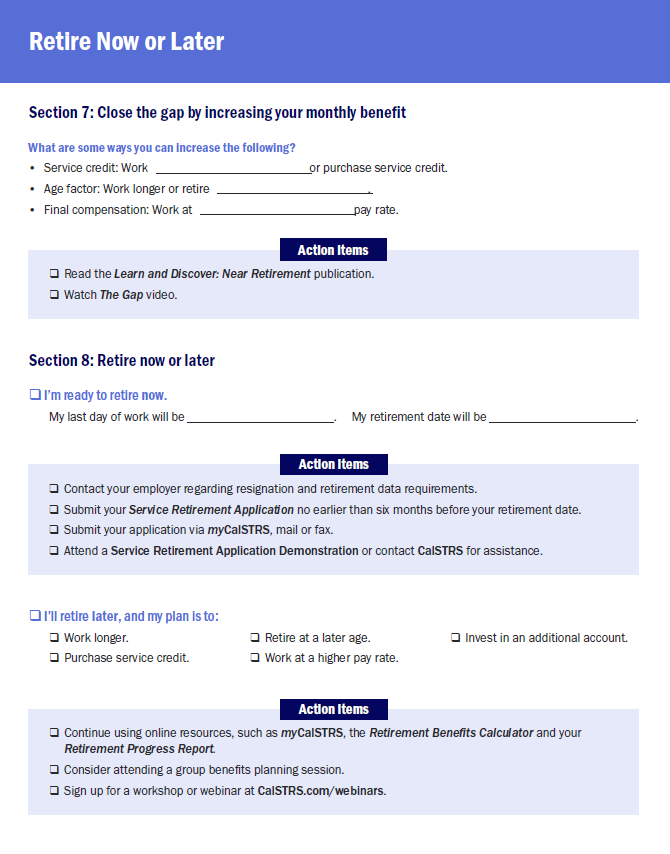 Retire Now or Later
Section 7: Close the gap by increasing your monthly benefit
What are some ways you can increase the following?
• Service credit: Work ______________________ or purchase service credit.
• Age factor: Work longer or retire ______________________.
• Final compensation: Work at ______________________ pay rate.
Action Items
❑ Read the Learn and Discover: Near Retirement publication.
❑ Watch The Gap video.
Section 8: Retire now or later
❑ I'm ready to retire now.
My last day of work will be ______________________. My retirement date will be ______________________.
Action Items
❑ Contact your employer regarding resignation and retirement data requirements.
❑ Submit your Service Retirement Application no earlier than six months before your retirement date.
❑ Submit your application via myCalSTRS, mail or fax.
❑ Attend a Service Retirement Application Demonstration or contact CalSTRS for assistance.
❑ I'll retire later, and my plan is to:
❑ Work longer. ❑ Retire at a later age. ❑ Invest in an additional account.
❑ Purchase service credit. ❑ Work at a higher pay rate.
Action Items
❑ Continue using online resources, such as myCalSTRS, the Retirement Benefits Calculator and your
Retirement Progress Report.
❑ Consider attending a group benefits planning session.
❑ Sign up for a workshop or webinar at CalSTRS.com/webinars.